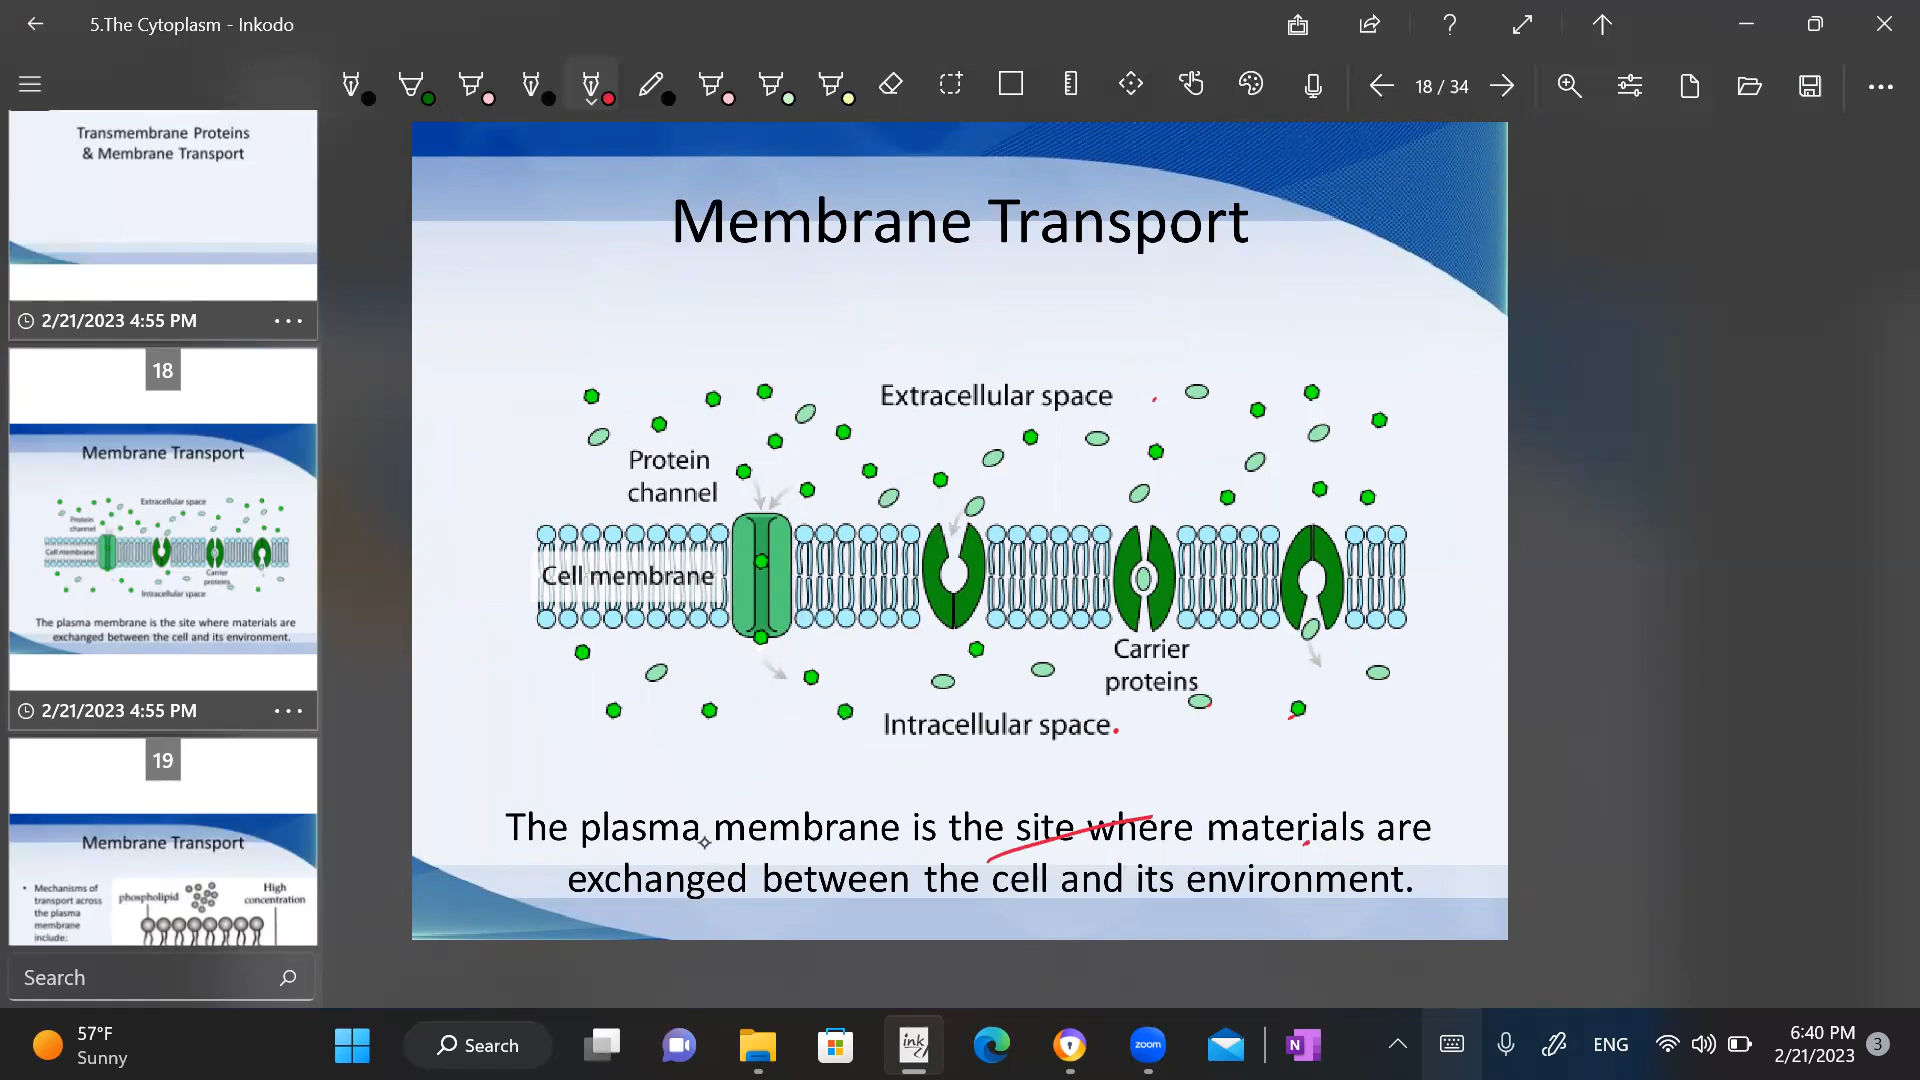 5.The Cytoplasm - Inkodo
18 / 34
Transmembrane Proteins
& Membrane Transport
2/21/2023 4:55 PM
18
Membrane Transport
Extracellular space
Protein
channel
Cell membrane
Carrier
proteins
Intracellular space
The plasma membrane is the site where materials are
exchanged between the cell and its environment.
2/21/2023 4:55 PM
19
Membrane Transport
• Mechanisms of
transport across
the plasma
membrane
include:
phospholipid
High
concentration
Search
Membrane Transport
Extracellular space
Protein
channel
Cell membrane
Carrier
proteins
Intracellular space
The plasma membrane is the site where materials are
exchanged between the cell and its environment.
57°F
Sunny
Search
ink
zoom
N
ENG
6:40 PM
2/21/2023
3